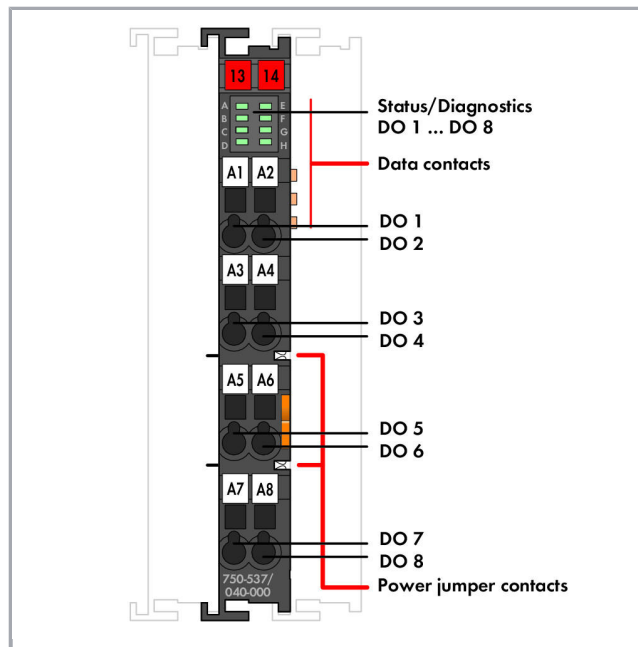 13 14
A E
B F
C G
D H
Status/Diagnostics
DO 1 ... DO 8
Data contacts
A1 A2
DO 1
DO 2
A3 A4
DO 3
DO 4
A5 A6
DO 5
DO 6
A7 A8
DO 7
DO 8
750-537/
040-000
Power jumper contacts